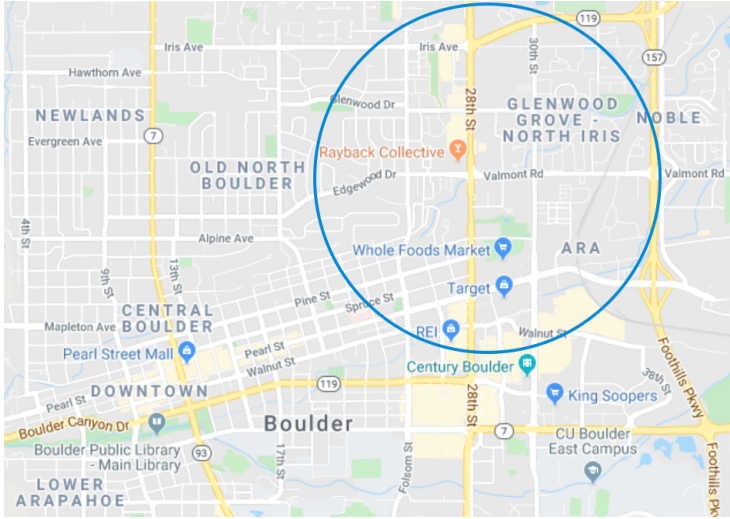 119
Iris Ave
Iris Ave
30th St
157
Hawthorn Ave
28th St
Glenwood Dr
GLENWOOD
GROVE -
NORTH IRIS
NEWLANDS
NOBLE
7
Evergreen Ave
Rayback Collective
OLD NORTH
BOULDER
Edgewood Dr
Valmont Rd
Valmont Rd
4th St
Alpine Ave
Whole Foods Market
ARA
9th St
13th St
Pine St
Spruce St
Target
CENTRAL
BOULDER
Mapleton Ave
REI
Walnut St
Pearl Street Mall
Pearl St
Walnut St
Century Boulder
Foothills Pkwy
38th St
DOWNTOWN
119
28th St
King Soopers
Pearl St
Boulder Canyon Dr
Boulder
7
Boulder Public Library
- Main Library
93
17th St
Folsom St
CU Boulder
East Campus
Foothills Pkwy
LOWER
ARAPAHOE